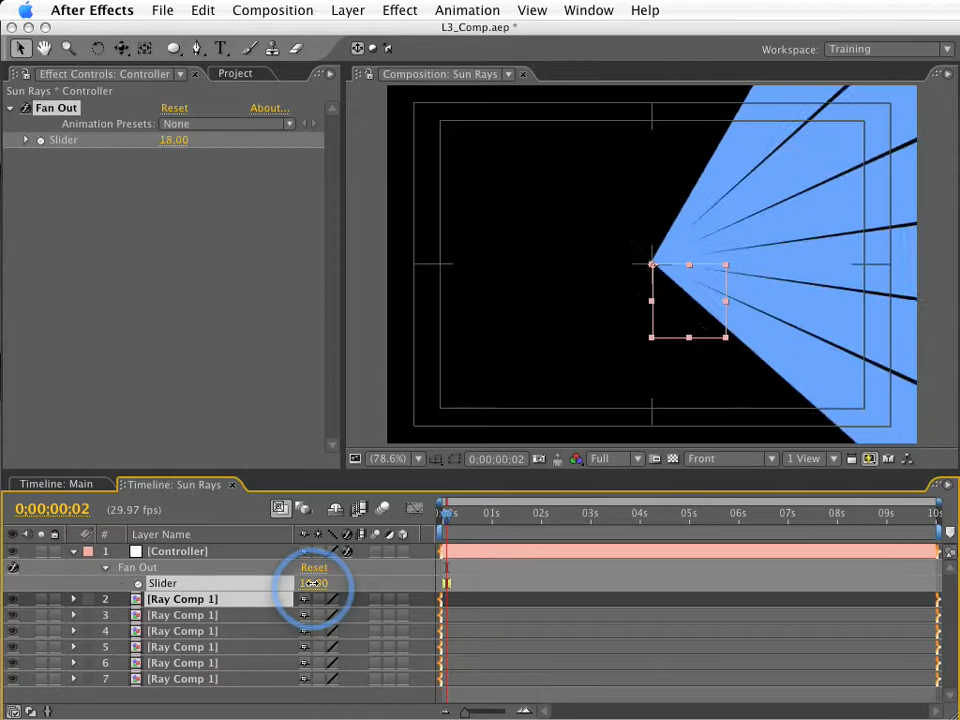 After Effects File Edit Composition Layer Effect Animation View Window Help
L3_Comp.aep *
T Workspace: Training
Effect Controls: Controller Project Composition: Sun Rays
Sun Rays * Controller
Fan Out Reset About...
Animation Presets: None
Slider 18.00
(78.6%) 0;00;00;02 Full Front 1 View
Timeline: Main Timeline: Sun Rays
0;00;00;02 (29.97 fps)
# Layer Name 01s 02s 03s 04s 05s 06s 07s 08s 09s 10s
1 [Controller]
Fan Out Reset
Slider
2 [Ray Comp 1]
3 [Ray Comp 1]
4 [Ray Comp 1]
5 [Ray Comp 1]
6 [Ray Comp 1]
7 [Ray Comp 1]